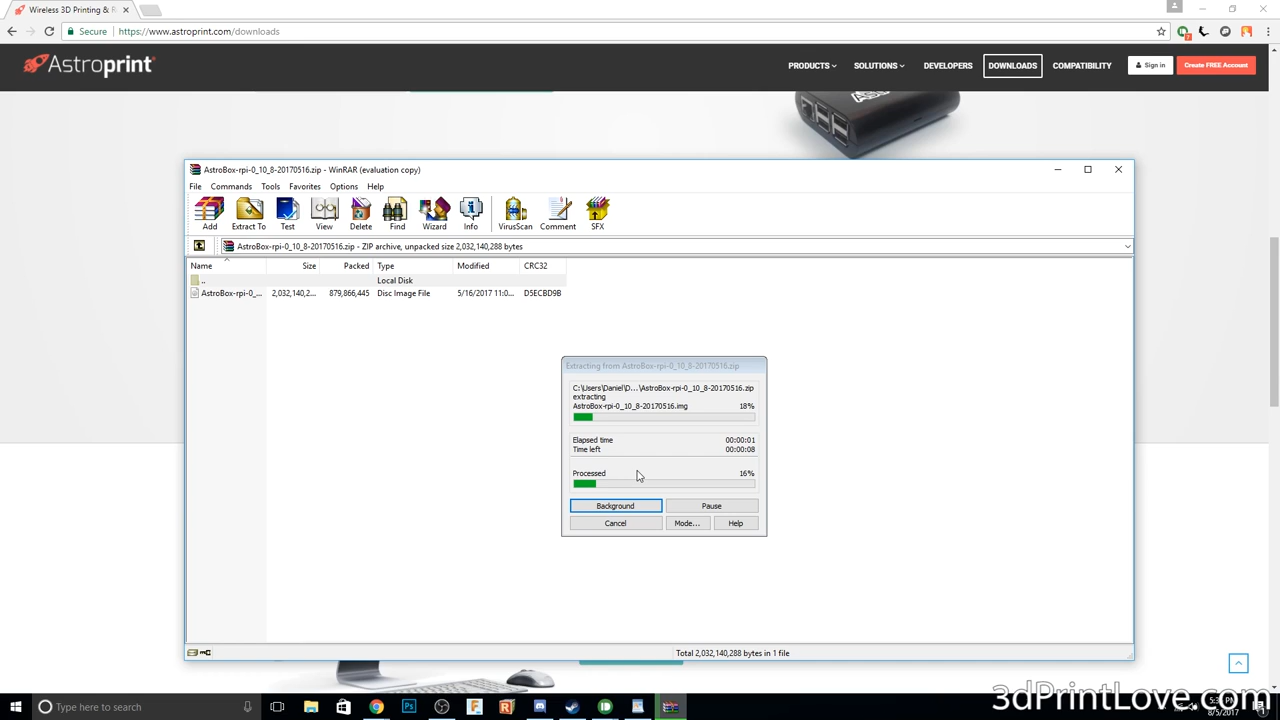 Wireless 3D Printing & R
Secure
https://www.astroprint.com/downloads
Astroprint
PRODUCTS
SOLUTIONS
DEVELOPERS
DOWNLOADS
COMPATIBILITY
Sign in
Create FREE Account
AstroBox-rpi-0_10_8-20170516.zip - WinRAR (evaluation copy)
File Commands Tools Favorites Options Help
Add Extract To Test View Delete Find Wizard Info VirusScan Comment SFX
AstroBox-rpi-0_10_8-20170516.zip - ZIP archive, unpacked size 2,032,140,288 bytes
Name Size Packed Type Modified CRC32
.. Local Disk
AstroBox-rpi-0_... 2,032,140,2... 879,866,445 Disc Image File 5/16/2017 11:0... D5ECBD9B
Extracting from AstroBox-rpi-0_10_8-20170516.zip
C:\Users\Daniel\D...\AstroBox-rpi-0_10_8-20170516.zip
extracting
AstroBox-rpi-0_10_8-20170516.img 18%
Elapsed time 00:00:01
Time left 00:00:08
Processed 16%
Background Pause
Cancel Mode... Help
Total 2,032,140,288 bytes in 1 file
Type here to search
8/5/2017
3dPrintLove.com